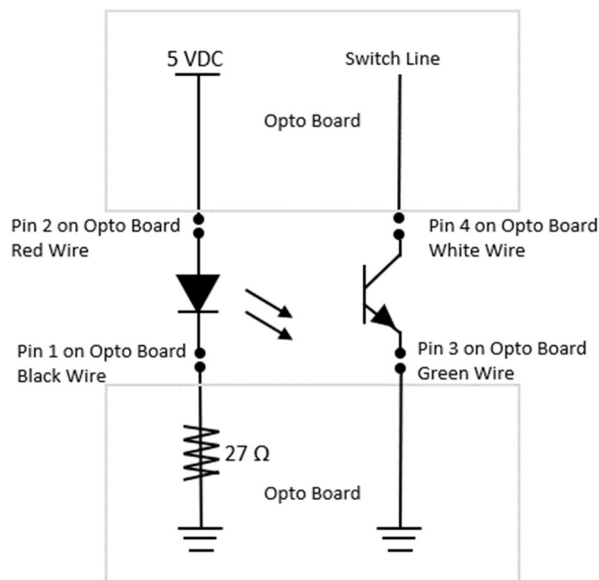 5 VDC
Switch Line
Opto Board
Pin 2 on Opto Board
Red Wire
Pin 4 on Opto Board
White Wire
Pin 1 on Opto Board
Black Wire
Pin 3 on Opto Board
Green Wire
27 Ω
Opto Board